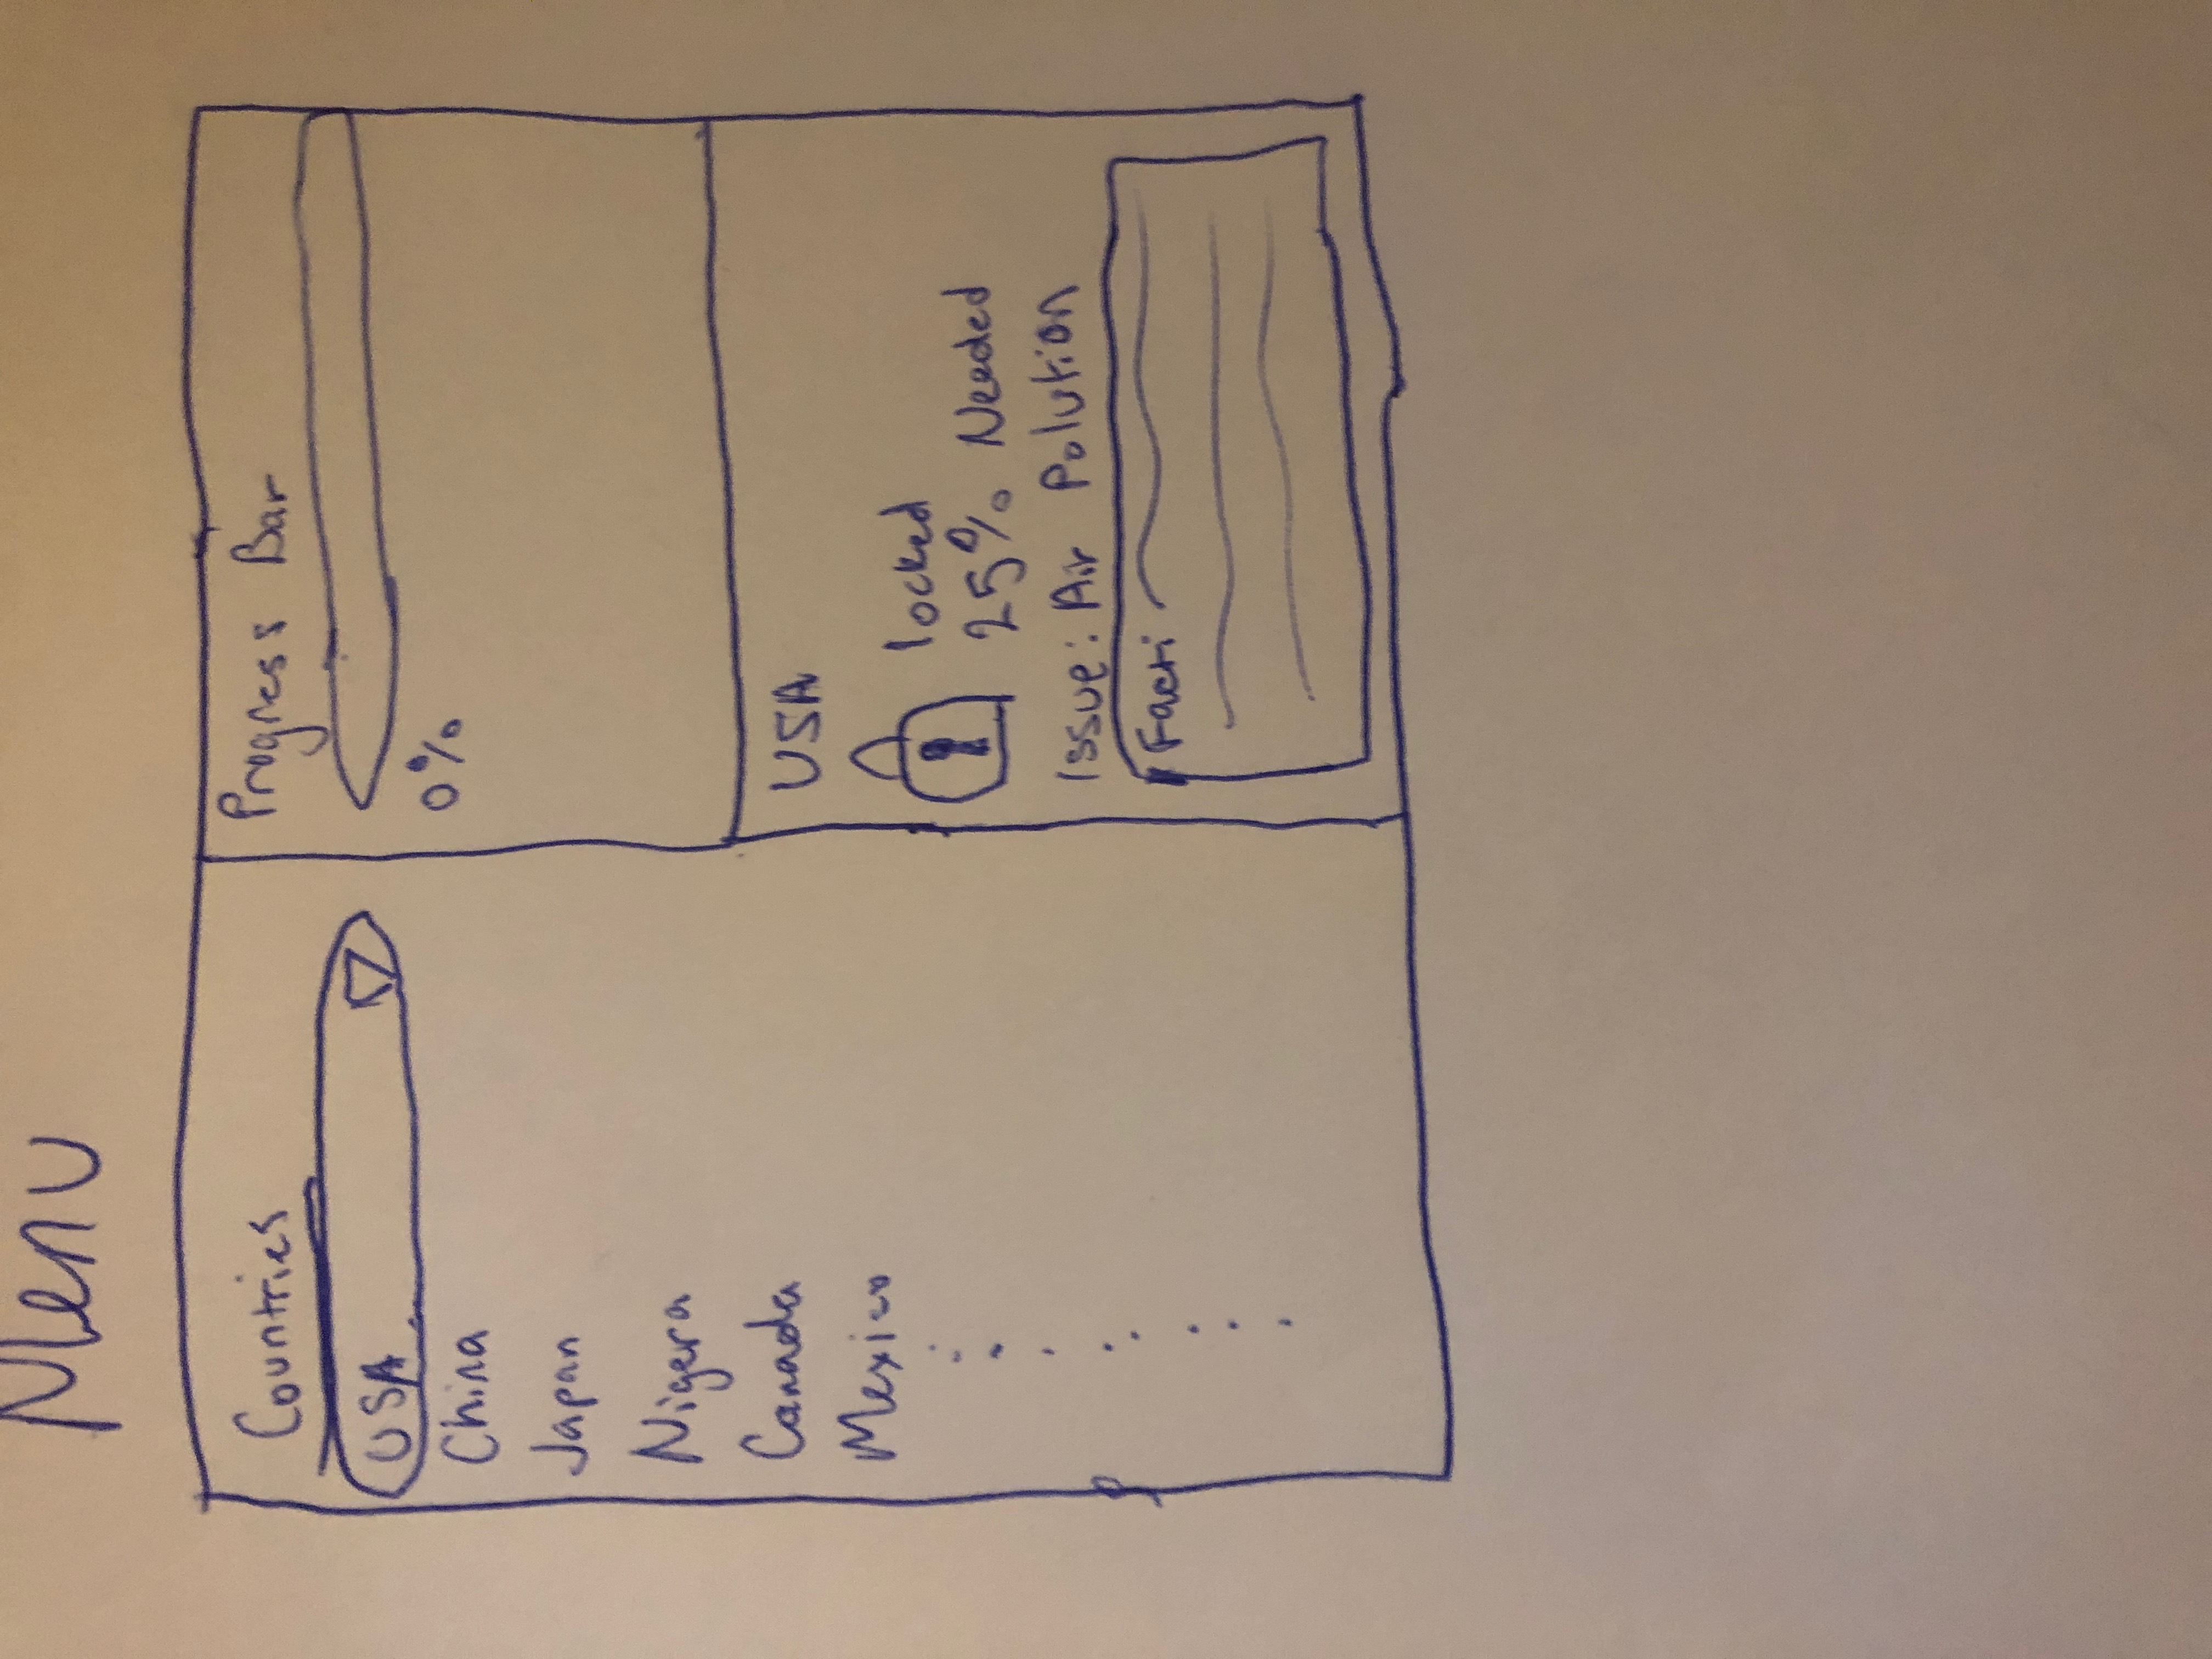 Menu
Countries
USA
China
Japan
Nigera
Canada
Mexico
Progress Bar
0%
USA
locked
25% Needed
Issue: Air Polution
Fact: